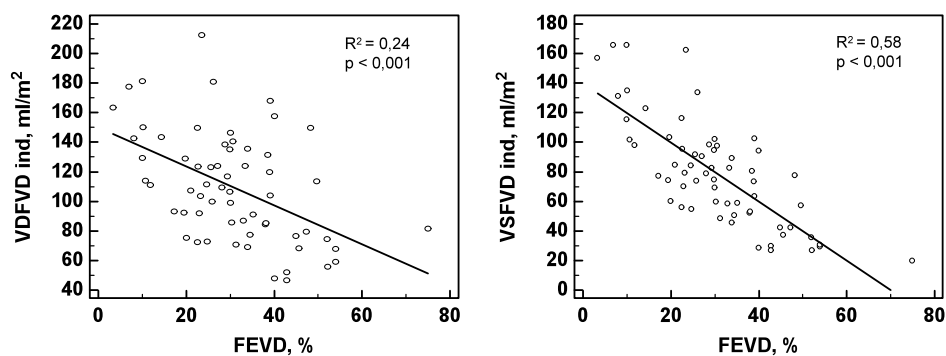 220
200
180
160
140
120
100
80
60
40
VDFVD ind, ml/m²
R² = 0,24
p < 0,001
0 20 40 60 80
FEVD, %
180
160
140
120
100
80
60
40
20
0
VSFVD ind, ml/m²
R² = 0,58
p < 0,001
0 20 40 60 80
FEVD, %